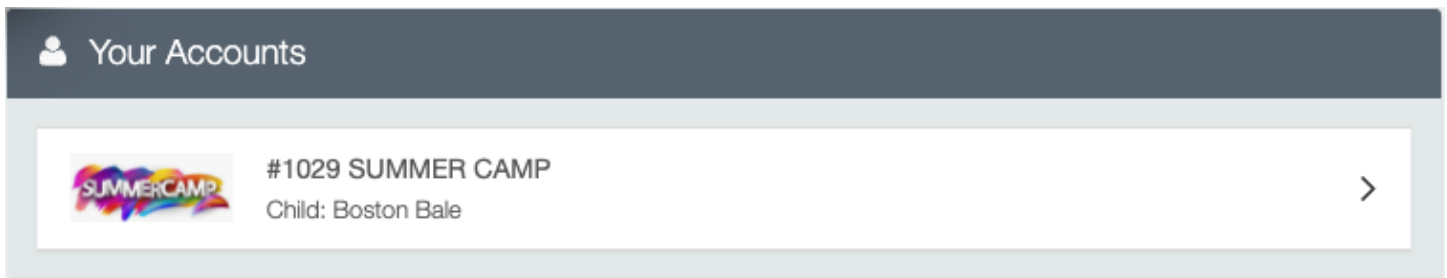 Your Accounts
SUMMERCAMP
#1029 SUMMER CAMP
Child: Boston Bale